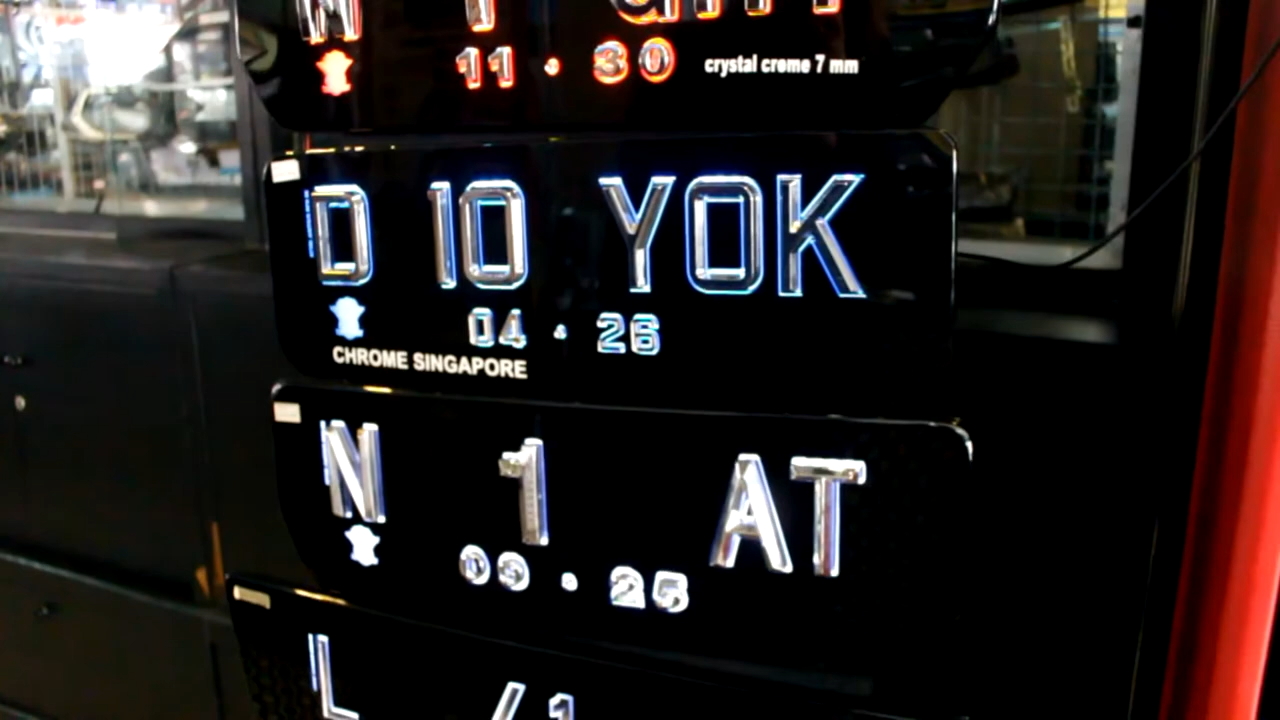 11 · 30 crystal creme 7 mm
D 10 YOK
04 · 26
CHROME SINGAPORE
N 1 AT
09 · 25
L